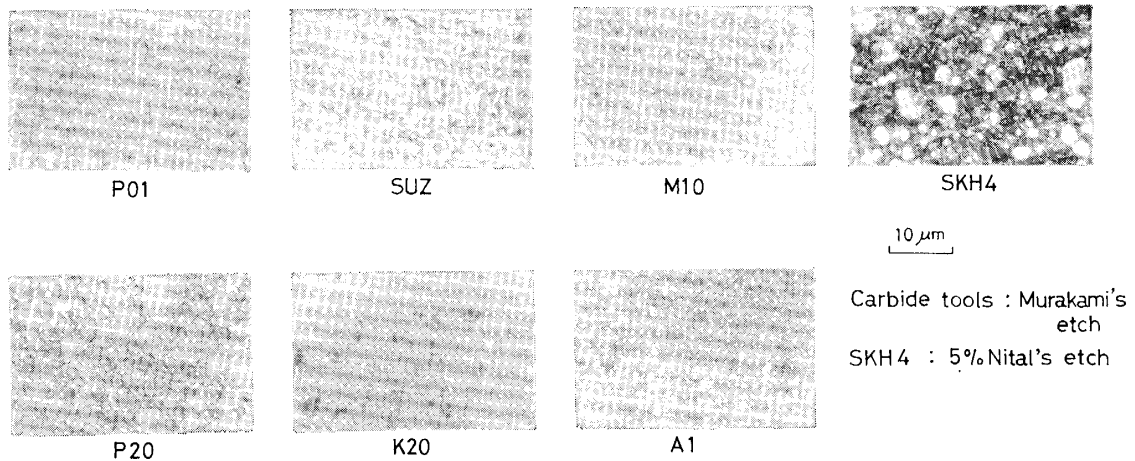 P01
SUZ
M10
SKH4
10 μm
P20
K20
A1
Carbide tools : Murakami's
etch
SKH4 : 5% Nital's etch